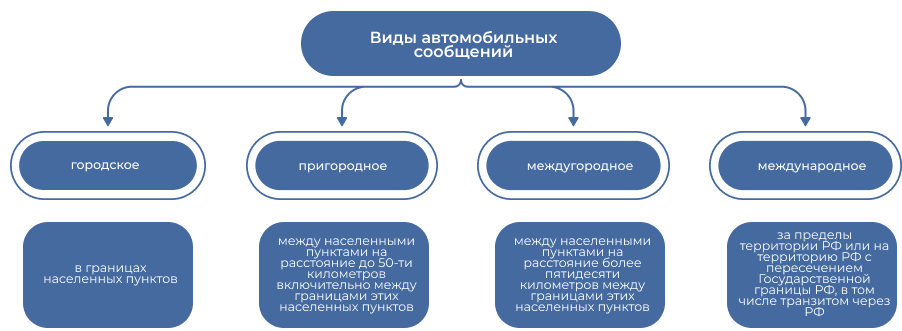 Виды автомобильных
сообщений
городское
пригородное
междугородное
международное
в границах
населенных пунктов
между населенными
пунктами на
расстояние до 50-ти
километров
включительно между
границами этих
населенных пунктов
между населенными
пунктами на
расстояние более
пятидесяти
километров между
границами этих
населенных пунктов
за пределы
территории РФ или на
территорию РФ с
пересечением
Государственной
границы РФ, в том
числе транзитом через
РФ